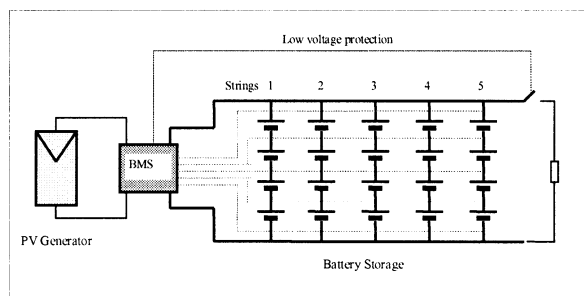 Low voltage protection
Strings 1 2 3 4 5
BMS
PV Generator
Battery Storage